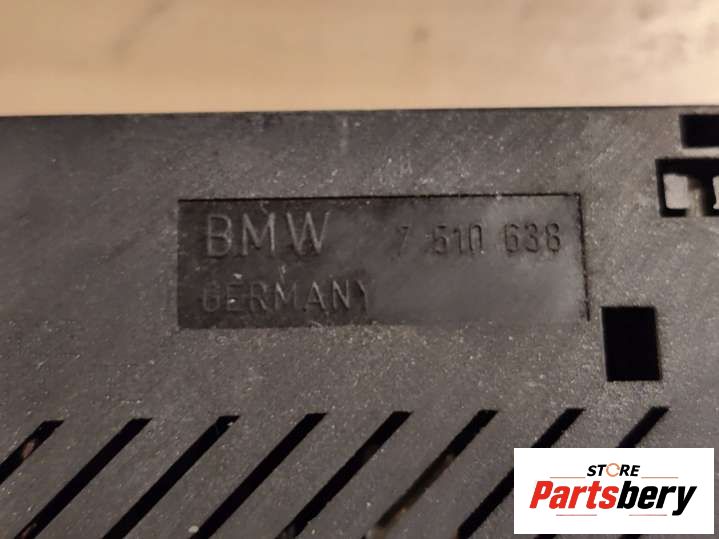 BMW 7 510 638
GERMANY
STORE
Partsbery